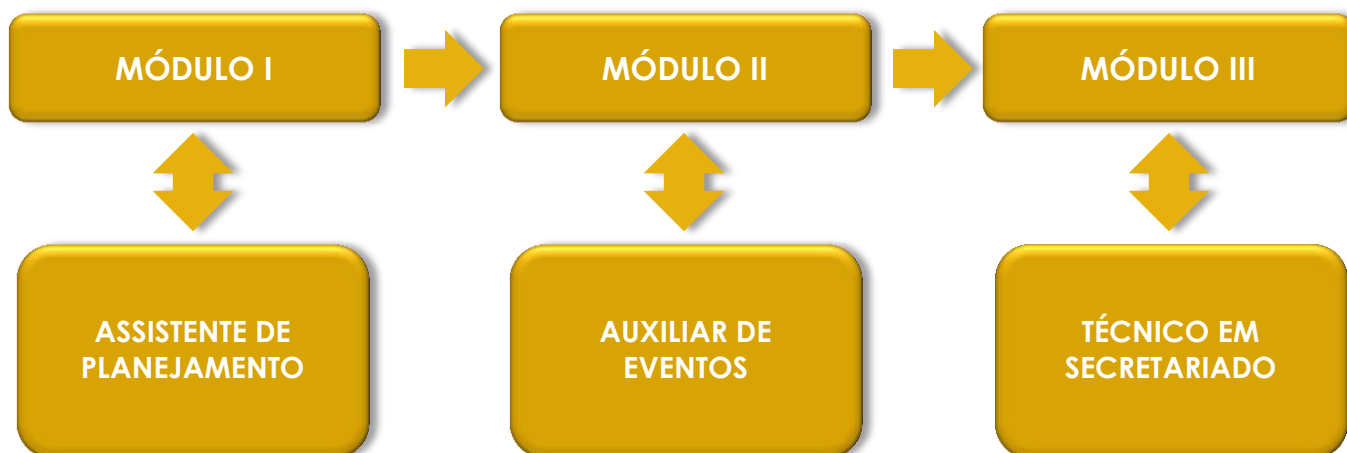 MÓDULO I
MÓDULO II
MÓDULO III
ASSISTENTE DE
PLANEJAMENTO
AUXILIAR DE
EVENTOS
TÉCNICO EM
SECRETARIADO